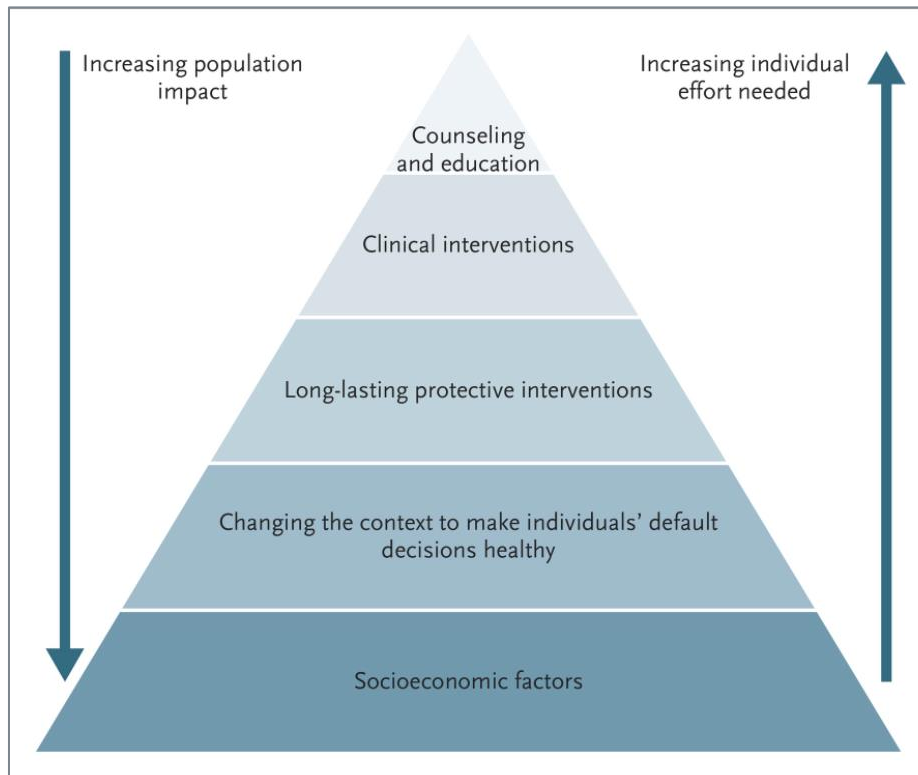 Increasing population
impact
Increasing individual
effort needed
Counseling
and education
Clinical interventions
Long-lasting protective interventions
Changing the context to make individuals’ default
decisions healthy
Socioeconomic factors